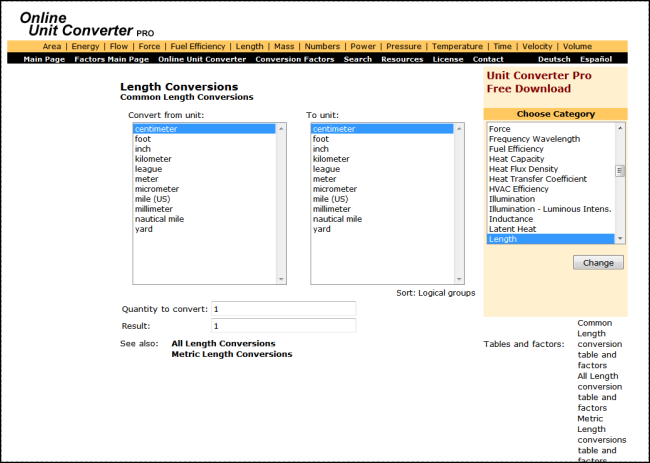 Online
Unit Converter PRO
Area | Energy | Flow | Force | Fuel Efficiency | Length | Mass | Numbers | Power | Pressure | Temperature | Time | Velocity | Volume
Main Page Factors Main Page Online Unit Converter Conversion Factors Search Resources License Contact Deutsch Español
Length Conversions
Common Length Conversions
Convert from unit:
centimeter
foot
inch
kilometer
league
meter
micrometer
mile (US)
millimeter
nautical mile
yard
To unit:
centimeter
foot
inch
kilometer
league
meter
micrometer
mile (US)
millimeter
nautical mile
yard
Sort: Logical groups
Quantity to convert: 1
Result: 1
See also: All Length Conversions
Metric Length Conversions
Unit Converter Pro
Free Download
Choose Category
Force
Frequency Wavelength
Fuel Efficiency
Heat Capacity
Heat Flux Density
Heat Transfer Coefficient
HVAC Efficiency
Illumination
Illumination - Luminous Intens.
Inductance
Latent Heat
Length
Change
Tables and factors:
Common
Length
conversion
table and
factors
All Length
conversion
table and
factors
Metric
Length
conversions
table and
factors